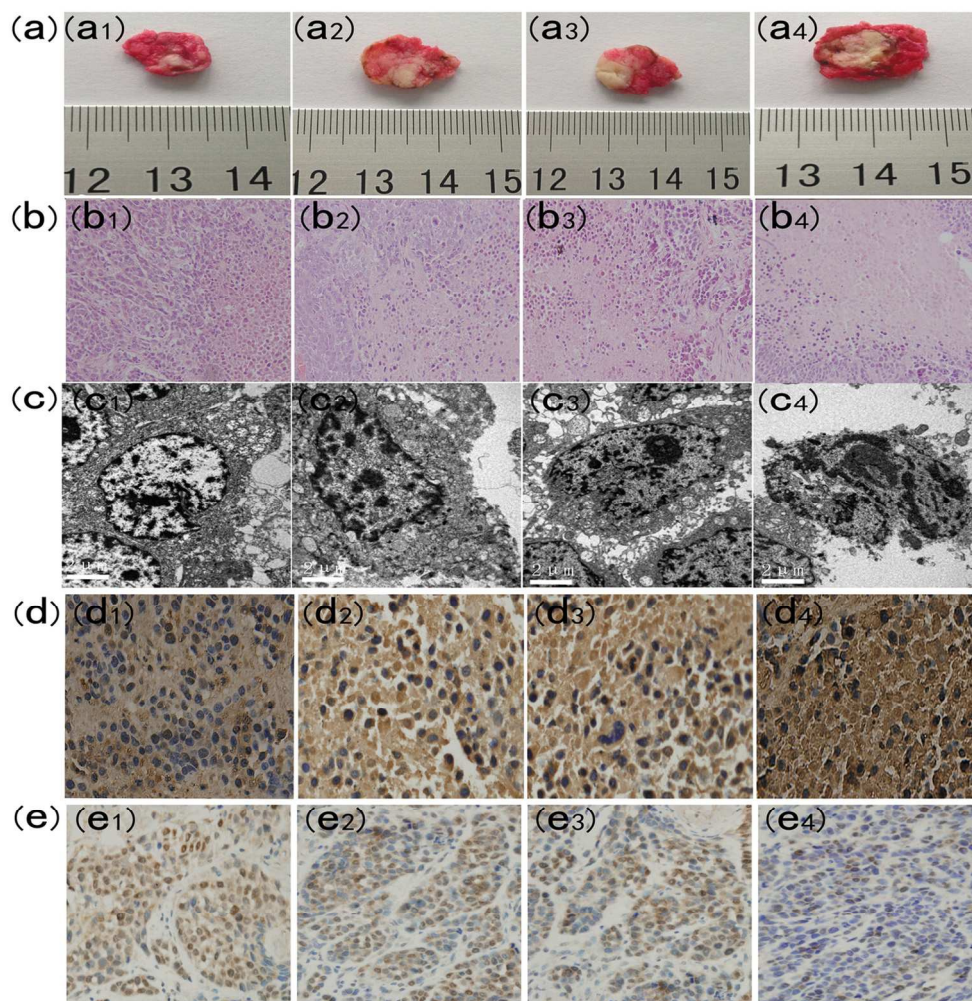 (a) (a1) (a2) (a3) (a4)
12 13 14 12 13 14 15 12 13 14 15 13 14 15
(b) (b1) (b2) (b3) (b4)
(c) (c1) (c2) (c3) (c4)
2 μm 2 μm 2 μm 2 μm
(d) (d1) (d2) (d3) (d4)
(e) (e1) (e2) (e3) (e4)